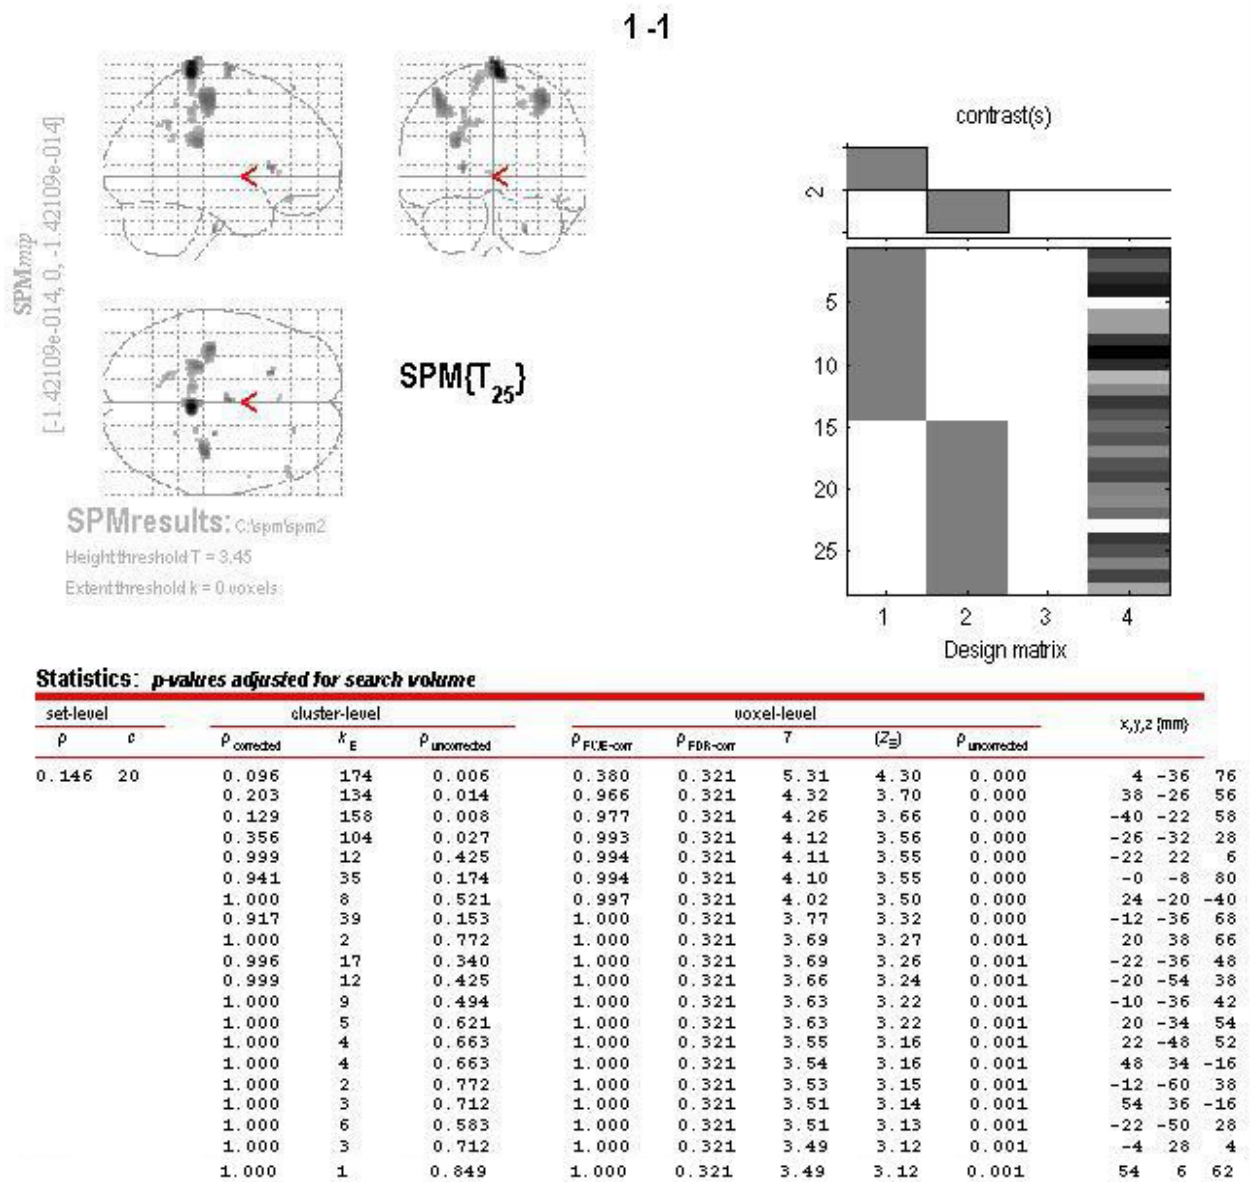 1 -1
SPMmip
[-1.42109e-014, 0, -1.42109e-014]
SPM{T25}
SPMresults: C:\spm\spm2
Height threshold T = 3.45
Extent threshold k = 0 voxels
contrast(s)
2
5
10
15
20
25
1 2 3 4
Design matrix
Statistics: p-values adjusted for search volume
set-level cluster-level voxel-level x,y,z {mm}
p c p corrected k E p uncorrected p FWE-corr p FDR-corr T (Z≡) p uncorrected
0.146 20 0.096 174 0.006 0.380 0.321 5.31 4.30 0.000 4 -36 76
0.203 134 0.014 0.966 0.321 4.32 3.70 0.000 38 -26 56
0.129 158 0.008 0.977 0.321 4.26 3.66 0.000 -40 -22 58
0.356 104 0.027 0.993 0.321 4.12 3.56 0.000 -26 -32 28
0.999 12 0.425 0.994 0.321 4.11 3.55 0.000 -22 22 6
0.941 35 0.174 0.994 0.321 4.10 3.55 0.000 -0 -8 80
1.000 8 0.521 0.997 0.321 4.02 3.50 0.000 24 -20 -40
0.917 39 0.153 1.000 0.321 3.77 3.32 0.000 -12 -36 68
1.000 2 0.772 1.000 0.321 3.69 3.27 0.001 20 38 66
0.996 17 0.340 1.000 0.321 3.69 3.26 0.001 -22 -36 48
0.999 12 0.425 1.000 0.321 3.66 3.24 0.001 -20 -54 38
1.000 9 0.494 1.000 0.321 3.63 3.22 0.001 -10 -36 42
1.000 5 0.621 1.000 0.321 3.63 3.22 0.001 20 -34 54
1.000 4 0.663 1.000 0.321 3.55 3.16 0.001 22 -48 52
1.000 4 0.663 1.000 0.321 3.54 3.16 0.001 48 34 -16
1.000 2 0.772 1.000 0.321 3.53 3.15 0.001 -12 -60 38
1.000 3 0.712 1.000 0.321 3.51 3.14 0.001 54 36 -16
1.000 6 0.583 1.000 0.321 3.51 3.13 0.001 -22 -50 28
1.000 3 0.712 1.000 0.321 3.49 3.12 0.001 -4 28 4
1.000 1 0.849 1.000 0.321 3.49 3.12 0.001 54 6 62